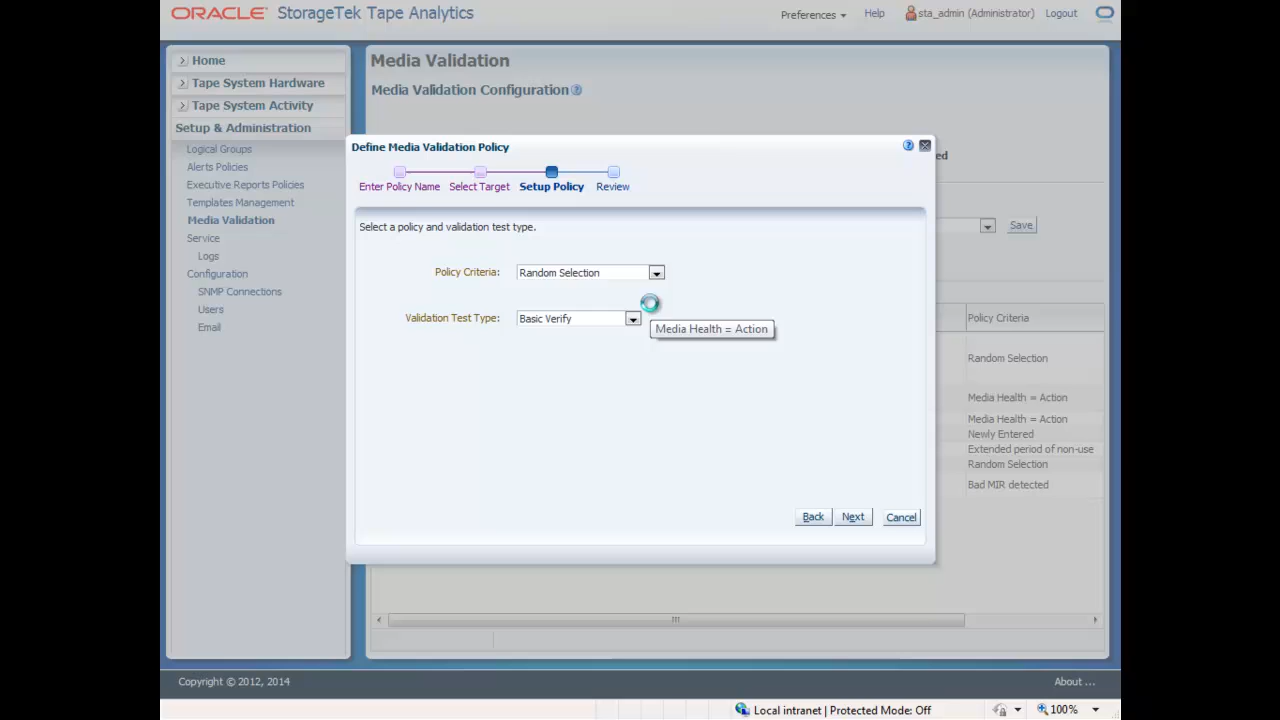 ORACLE StorageTek Tape Analytics
Preferences
Help
sta_admin (Administrator)
Logout
Home
Tape System Hardware
Tape System Activity
Setup & Administration
Logical Groups
Alerts Policies
Executive Reports Policies
Templates Management
Media Validation
Service
Logs
Configuration
SNMP Connections
Users
Email
Media Validation
Media Validation Configuration
ed
Save
Define Media Validation Policy
Enter Policy Name
Select Target
Setup Policy
Review
Select a policy and validation test type.
Policy Criteria: Random Selection
Validation Test Type: Basic Verify
Media Health = Action
Back
Next
Cancel
Policy Criteria
Random Selection
Media Health = Action
Media Health = Action
Newly Entered
Extended period of non-use
Random Selection
Bad MIR detected
Copyright © 2012, 2014
About ...
Local intranet | Protected Mode: Off
100%